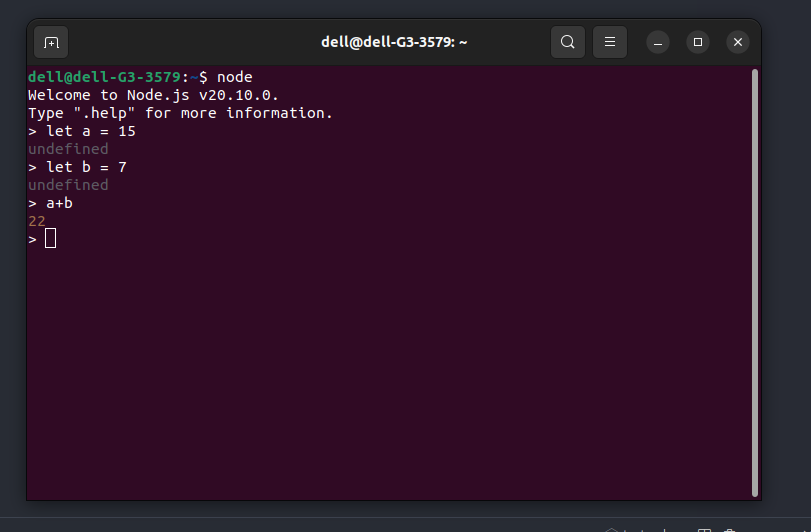 dell@dell-G3-3579: ~
dell@dell-G3-3579:~$ node
Welcome to Node.js v20.10.0.
Type ".help" for more information.
> let a = 15
undefined
> let b = 7
undefined
> a+b
22
>